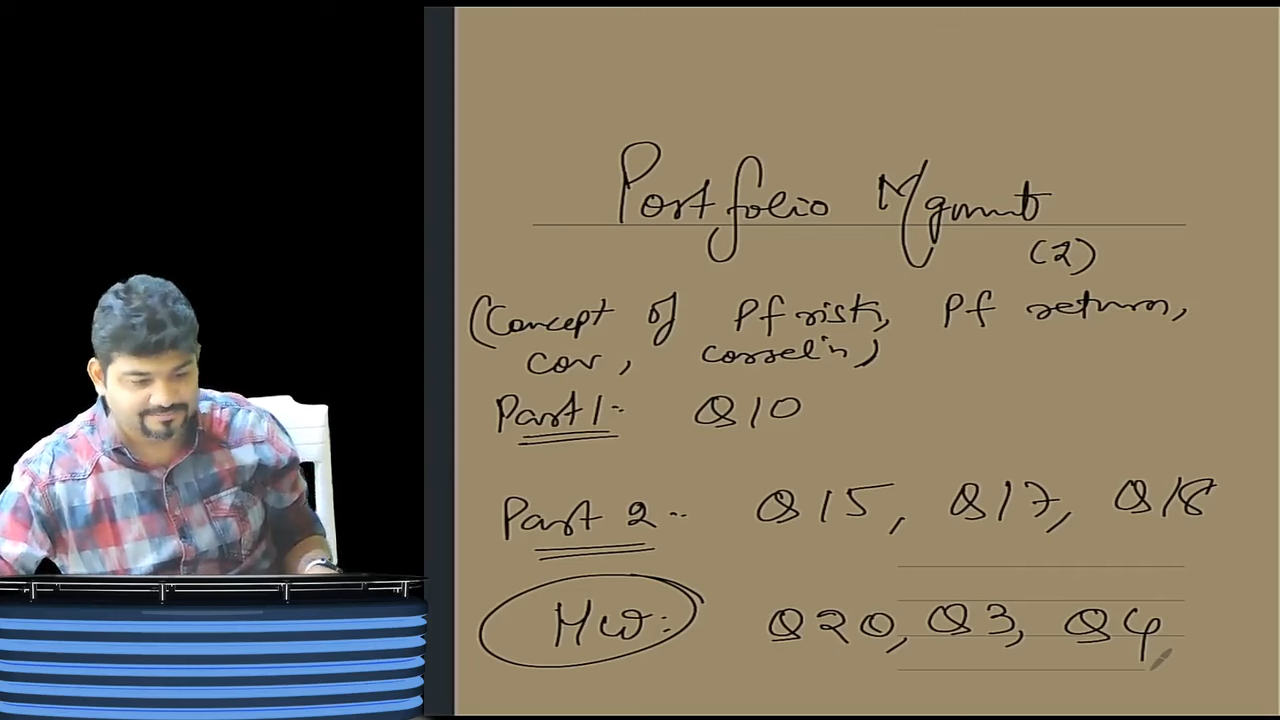 Portfolio Mgmnt
(2)
(Concept of Pf risk, Pf return,
Cov, correl'n)
Part 1:- Q10
Part 2:- Q15, Q17, Q18
HW:- Q20, Q3, Q4